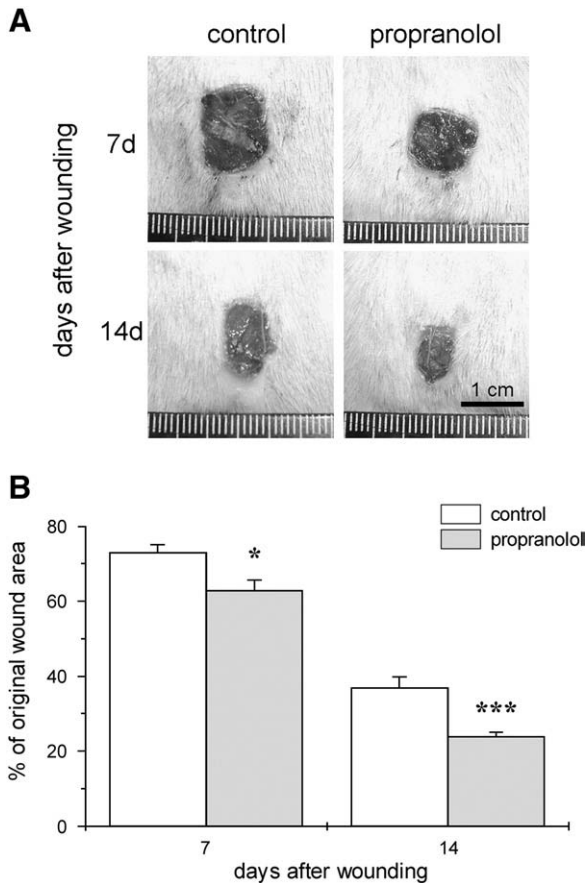 A
control propranolol
days after wounding
7d
14d
1 cm
B
% of original wound area
80
60
40
20
0
control
propranolol
*
***
7 14
days after wounding